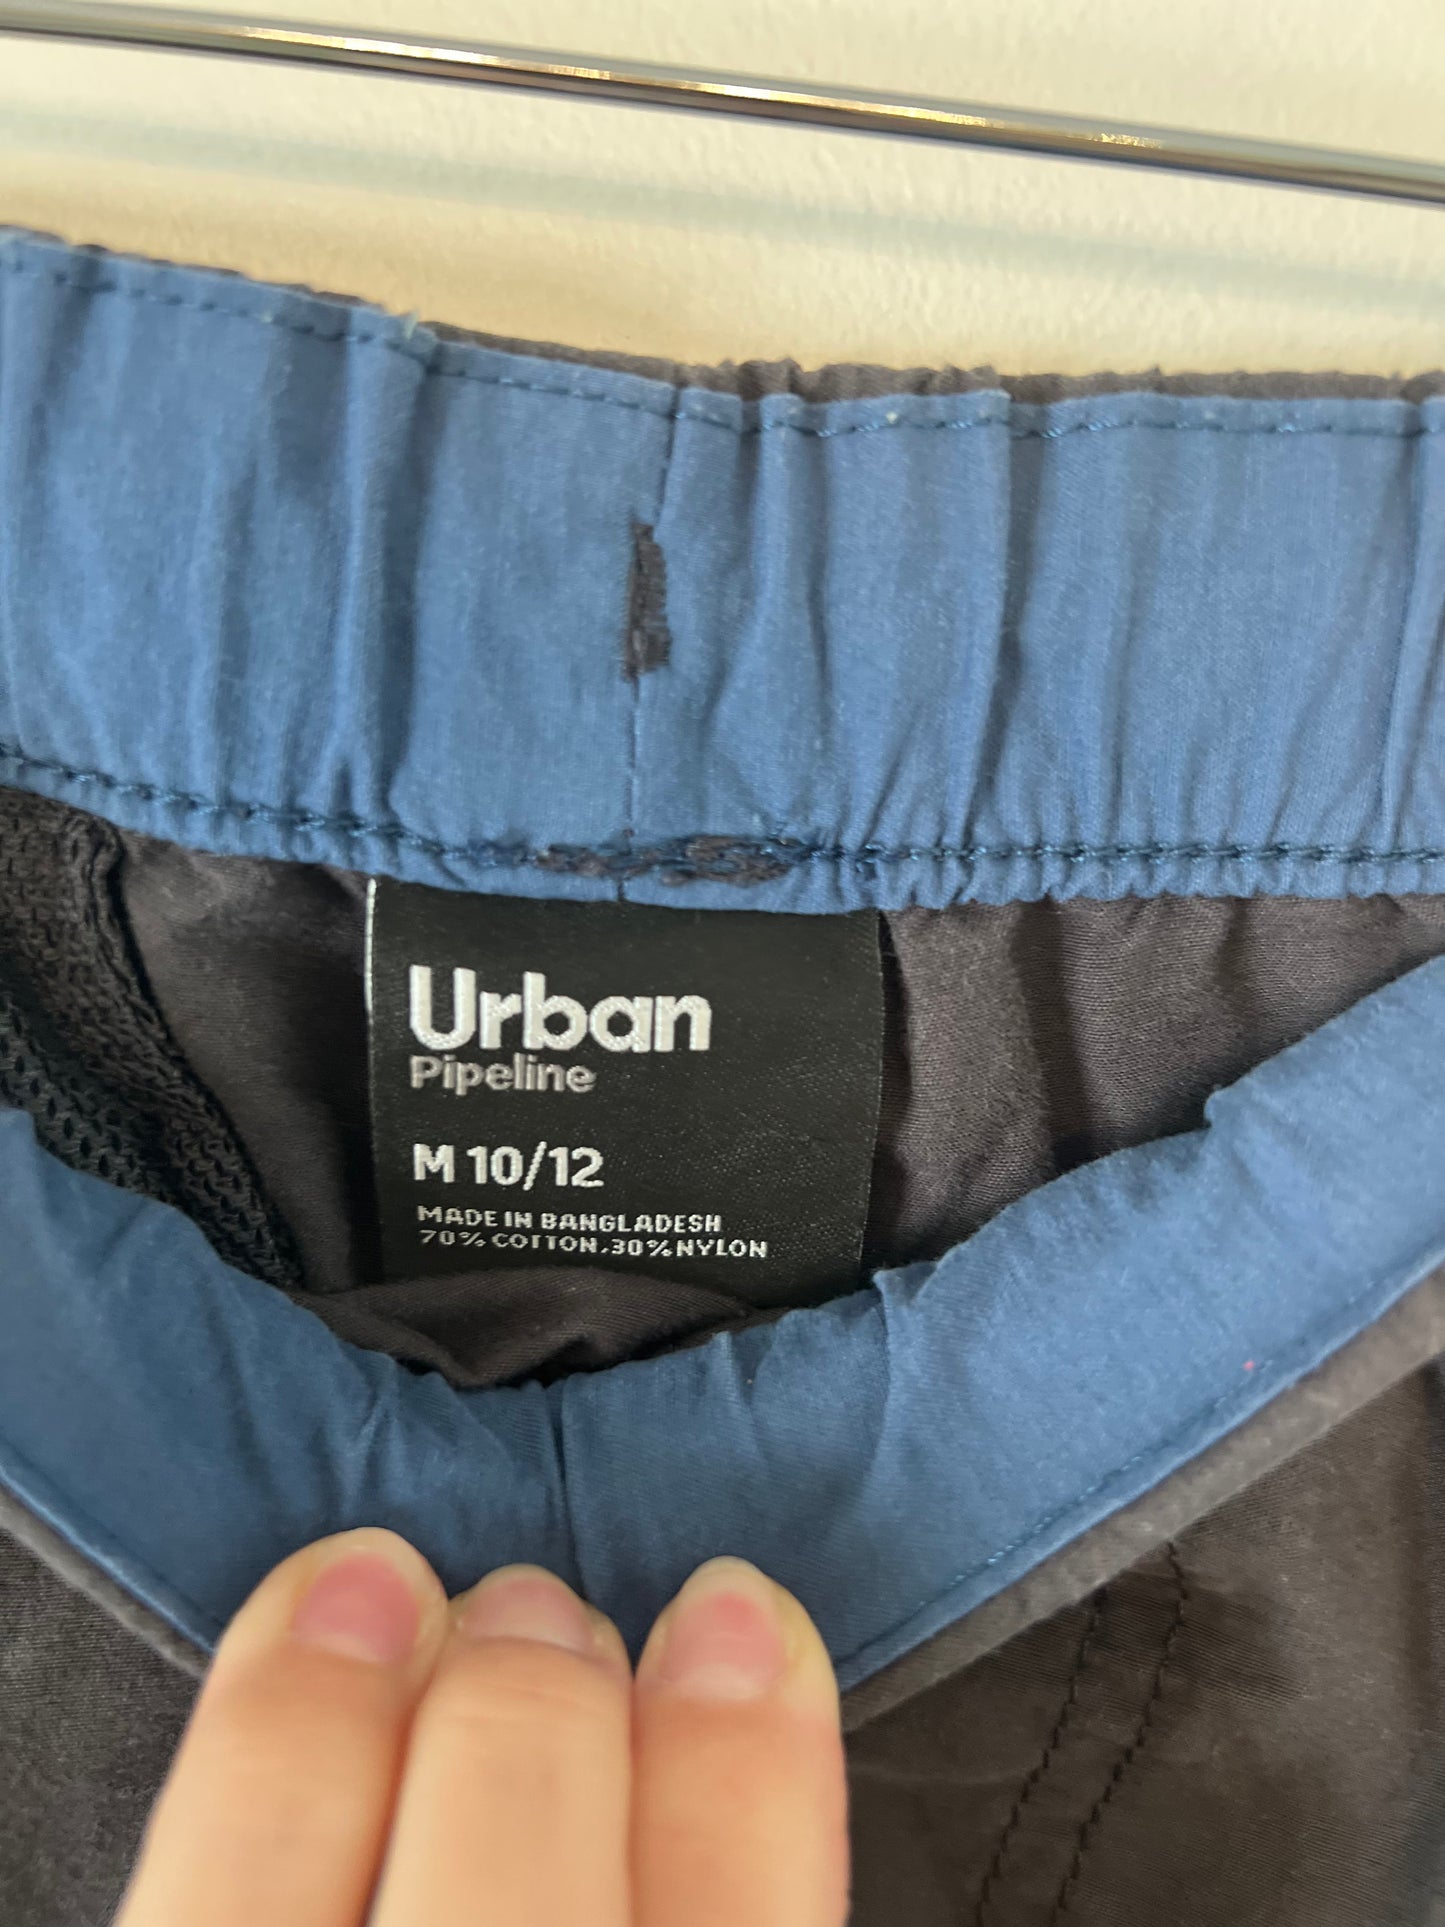 Urban
Pipeline
M 10/12
MADE IN BANGLADESH
70% COTTON, 30% NYLON